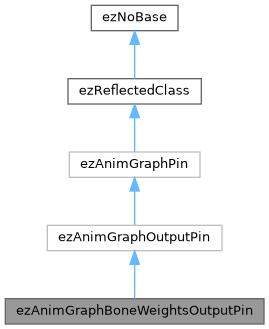 ezNoBase
ezReflectedClass
ezAnimGraphPin
ezAnimGraphOutputPin
ezAnimGraphBoneWeightsOutputPin